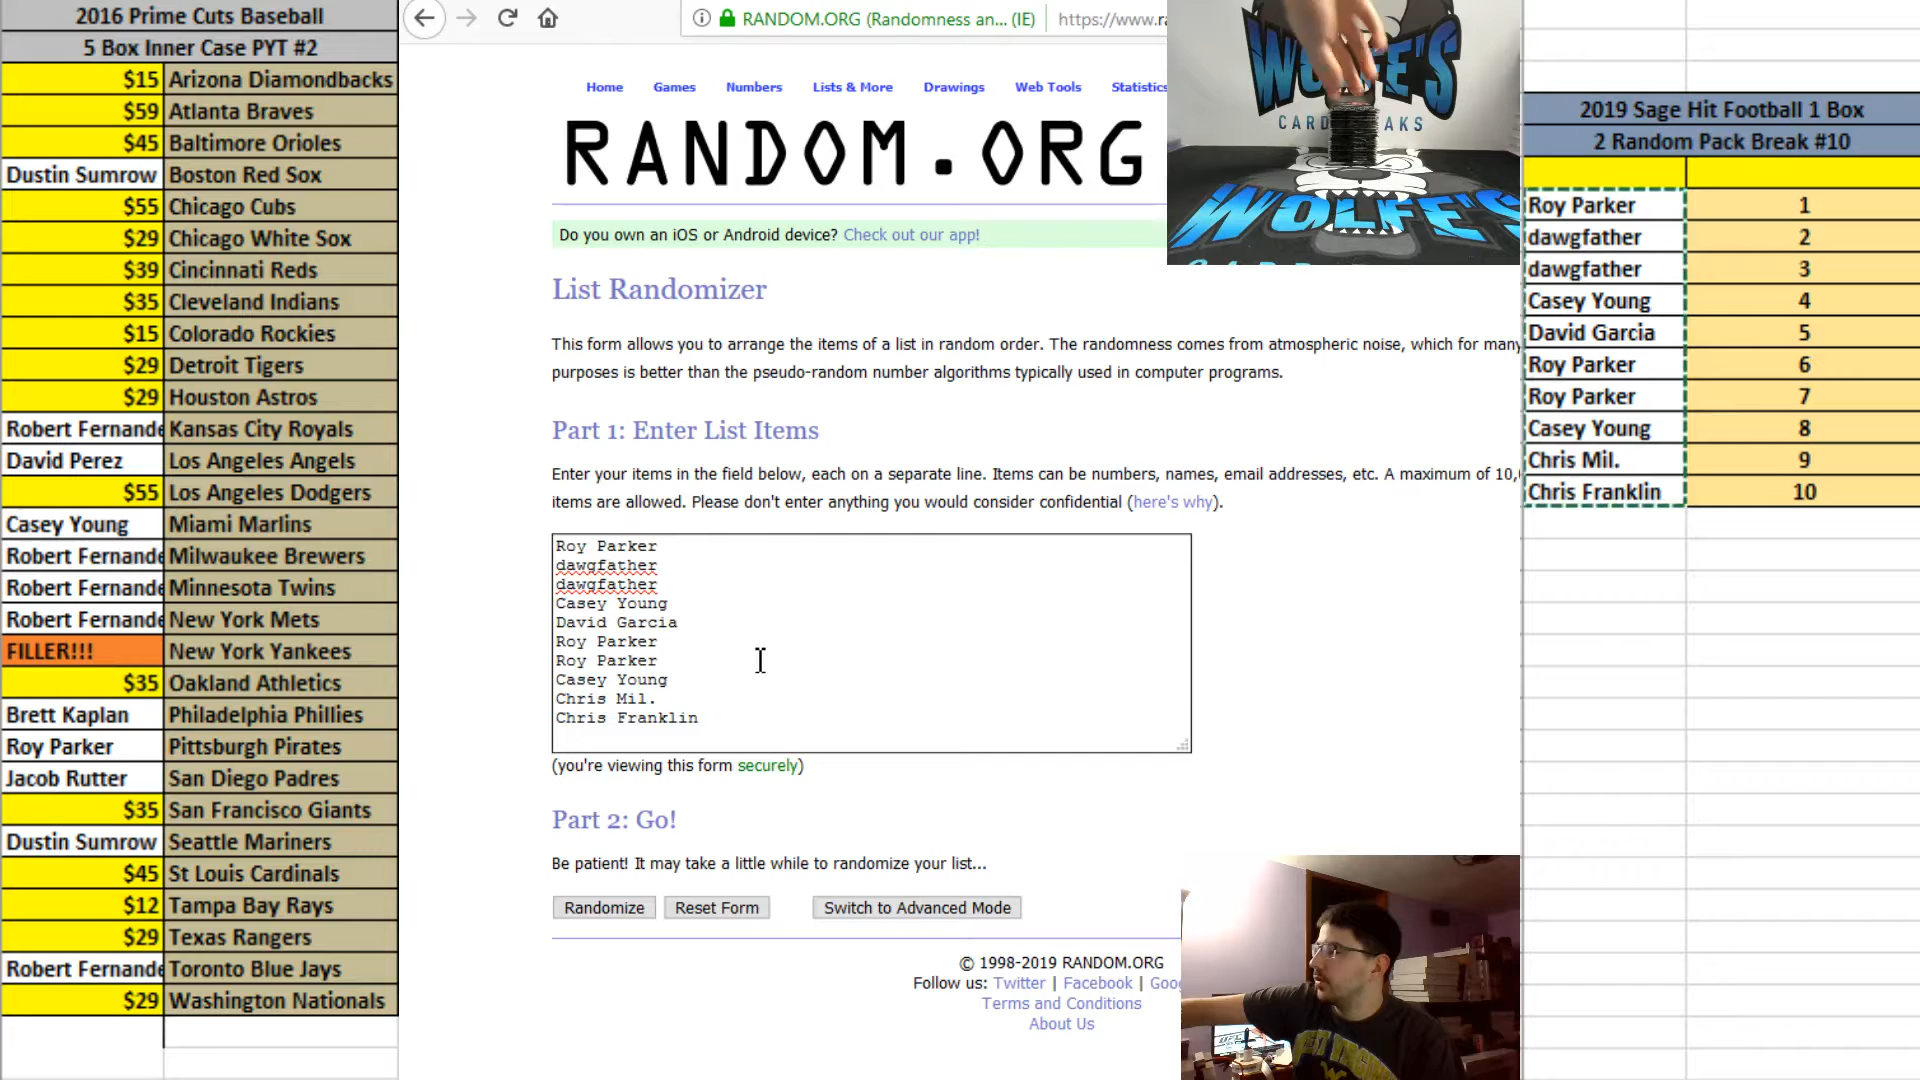 2016 Prime Cuts Baseball
5 Box Inner Case PYT #2
$15 Arizona Diamondbacks
$59 Atlanta Braves
$45 Baltimore Orioles
Dustin Sumrow Boston Red Sox
$55 Chicago Cubs
$29 Chicago White Sox
$39 Cincinnati Reds
$35 Cleveland Indians
$15 Colorado Rockies
$29 Detroit Tigers
$29 Houston Astros
Robert Fernande Kansas City Royals
David Perez Los Angeles Angels
$55 Los Angeles Dodgers
Casey Young Miami Marlins
Robert Fernande Milwaukee Brewers
Robert Fernande Minnesota Twins
Robert Fernande New York Mets
FILLER!!! New York Yankees
$35 Oakland Athletics
Brett Kaplan Philadelphia Phillies
Roy Parker Pittsburgh Pirates
Jacob Rutter San Diego Padres
$35 San Francisco Giants
Dustin Sumrow Seattle Mariners
$45 St Louis Cardinals
$12 Tampa Bay Rays
$29 Texas Rangers
Robert Fernande Toronto Blue Jays
$29 Washington Nationals
RANDOM.ORG (Randomness an... (IE) https://www.ra
Home Games Numbers Lists & More Drawings Web Tools Statistics
RANDOM.ORG
Do you own an iOS or Android device? Check out our app!
List Randomizer
This form allows you to arrange the items of a list in random order. The randomness comes from atmospheric noise, which for many
purposes is better than the pseudo-random number algorithms typically used in computer programs.
Part 1: Enter List Items
Enter your items in the field below, each on a separate line. Items can be numbers, names, email addresses, etc. A maximum of 10,
items are allowed. Please don't enter anything you would consider confidential (here's why).
Roy Parker
dawgfather
dawgfather
Casey Young
David Garcia
Roy Parker
Roy Parker
Casey Young
Chris Mil.
Chris Franklin
(you're viewing this form securely)
Part 2: Go!
Be patient! It may take a little while to randomize your list...
Randomize Reset Form Switch to Advanced Mode
© 1998-2019 RANDOM.ORG
Follow us: Twitter | Facebook | Goog
Terms and Conditions
About Us
WOLFE'S
WOLFE'S
2019 Sage Hit Football 1 Box
2 Random Pack Break #10
Roy Parker 1
dawgfather 2
dawgfather 3
Casey Young 4
David Garcia 5
Roy Parker 6
Roy Parker 7
Casey Young 8
Chris Mil. 9
Chris Franklin 10